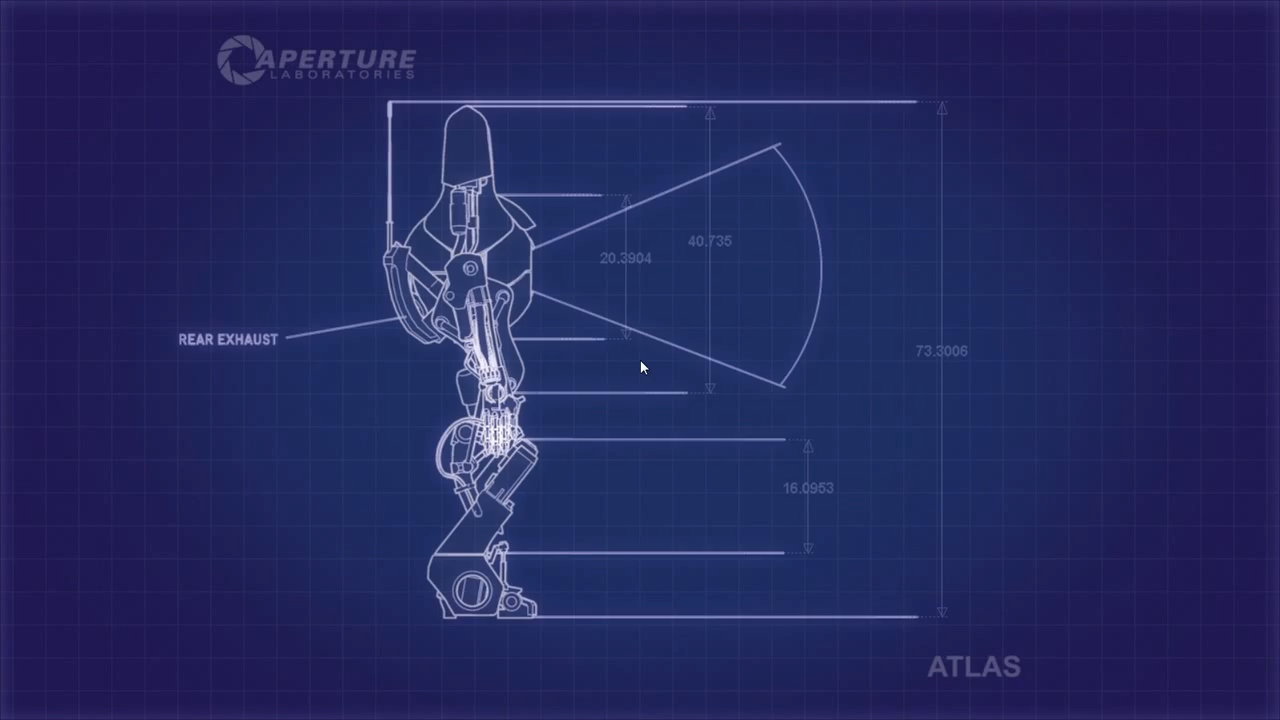 APERTURE
LABORATORIES
40.735
20.3904
REAR EXHAUST
73.3006
16.0953
ATLAS